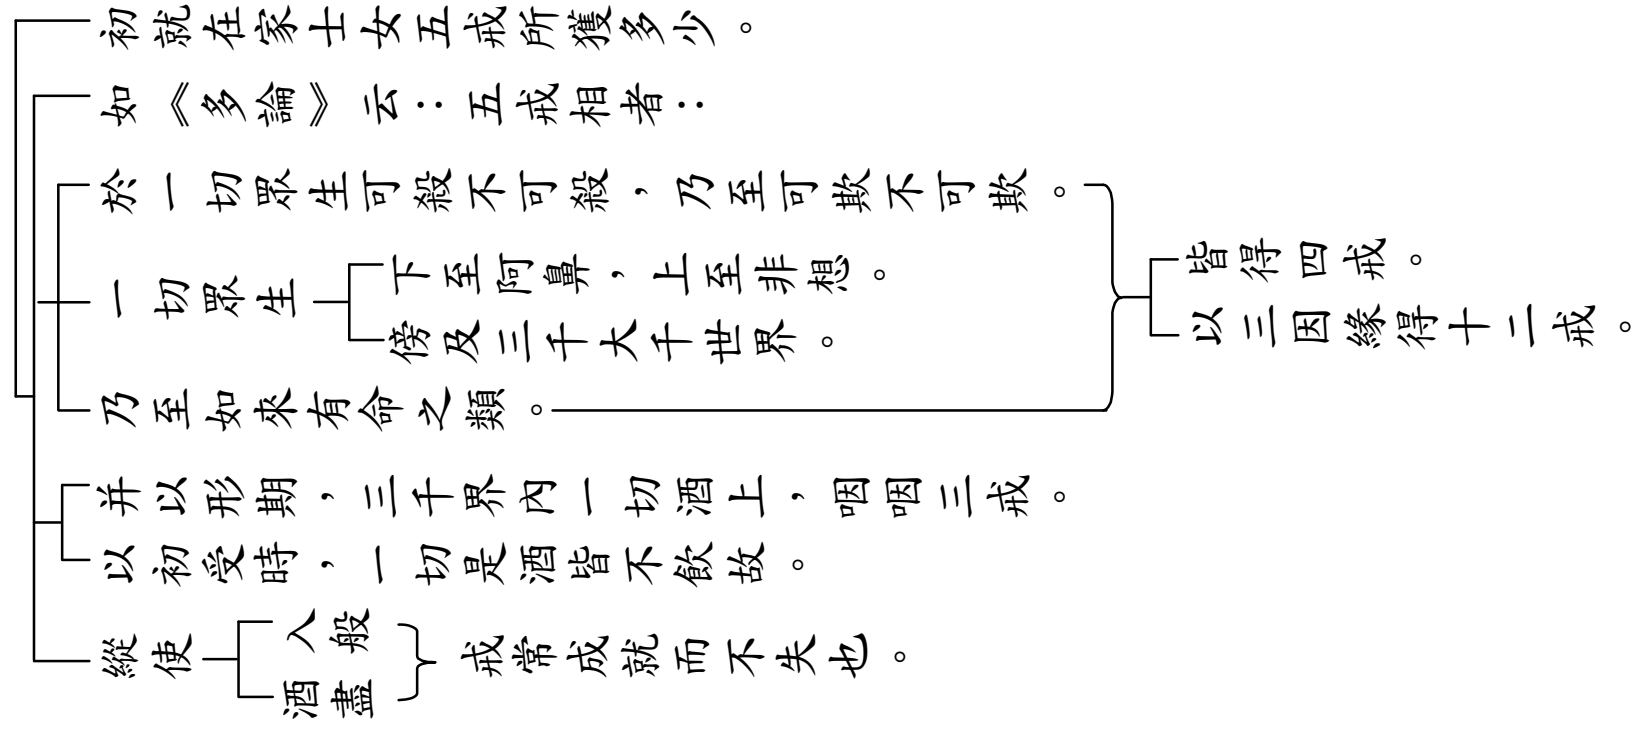 初就在家士女五戒所獲多少。
如《多論》云：五戒相者：
於一切眾生可殺不可殺，乃至可欺不可欺。
一切眾生
下至阿鼻，上至非想。
傍及三千大千世界。
乃至如來有命之類。
皆得四戒。
以三因緣得十二戒。
并以形期，三千界內一切酒上，咽咽三戒。
以初受時，一切是酒皆不飲故。
縱使
入般
酒盡
戒常成就而不失也。